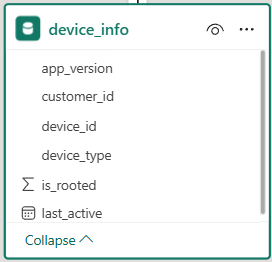 device_info
app_version
customer_id
device_id
device_type
is_rooted
last_active
Collapse